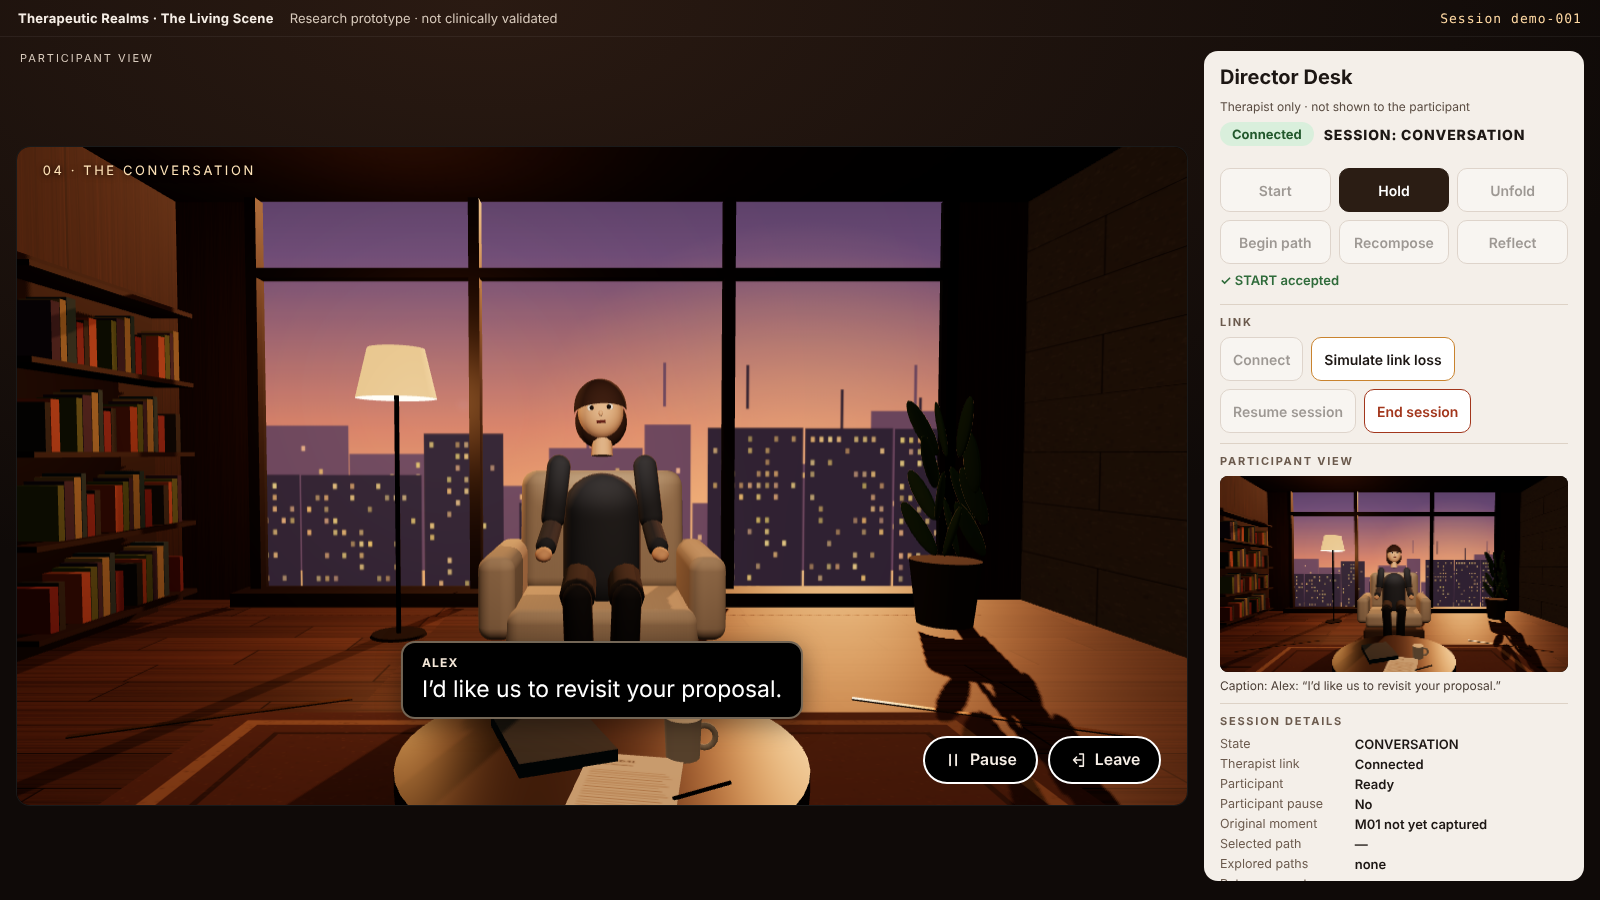 Therapeutic Realms · The Living Scene
Research prototype · not clinically validated
Session demo-001
PARTICIPANT VIEW
04 · THE CONVERSATION
ALEX
I’d like us to revisit your proposal.
Pause
Leave
Director Desk
Therapist only · not shown to the participant
Connected
SESSION: CONVERSATION
Start
Hold
Unfold
Begin path
Recompose
Reflect
✓ START accepted
LINK
Connect
Simulate link loss
Resume session
End session
PARTICIPANT VIEW
Caption: Alex: “I’d like us to revisit your proposal.”
SESSION DETAILS
State CONVERSATION
Therapist link Connected
Participant Ready
Participant pause No
Original moment M01 not yet captured
Selected path —
Explored paths none